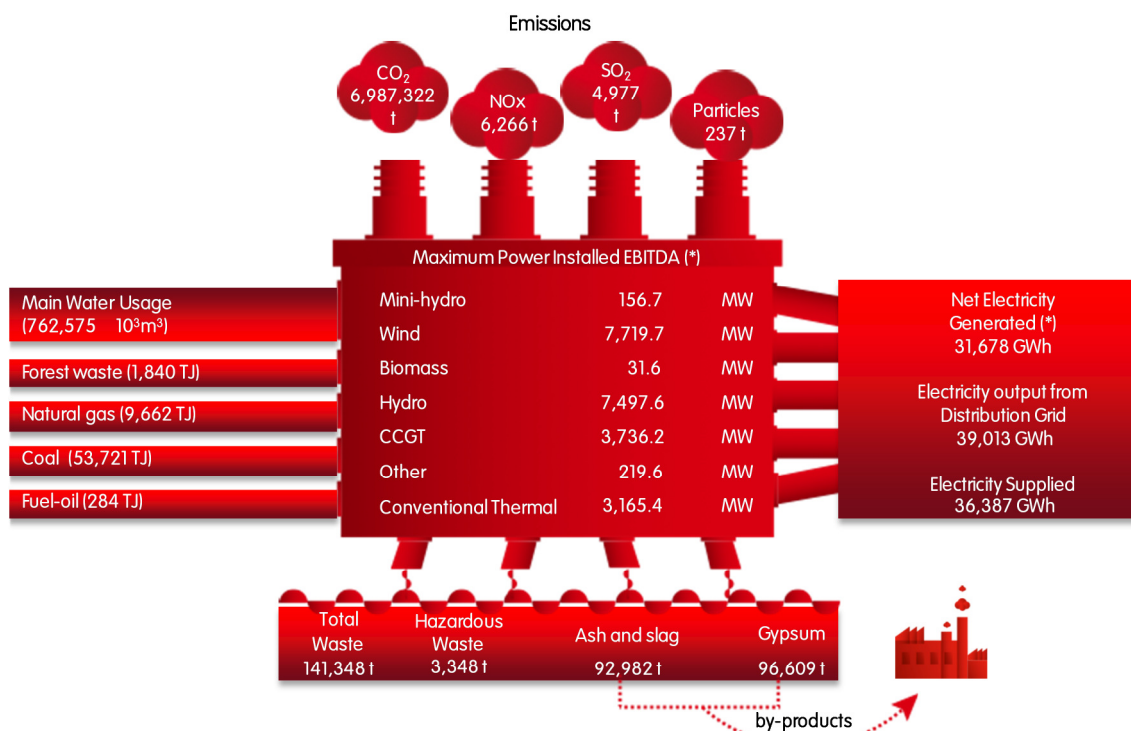 Emissions
CO₂
6,987,322
t
NOx
6,266 t
SO₂
4,977
t
Particles
237 t
Maximum Power Installed EBITDA (*)
Mini-hydro 156.7 MW
Wind 7,719.7 MW
Biomass 31.6 MW
Hydro 7,497.6 MW
CCGT 3,736.2 MW
Other 219.6 MW
Conventional Thermal 3,165.4 MW
Main Water Usage
(762,575 10³m³)
Forest waste (1,840 TJ)
Natural gas (9,662 TJ)
Coal (53,721 TJ)
Fuel-oil (284 TJ)
Net Electricity
Generated (*)
31,678 GWh
Electricity output from
Distribution Grid
39,013 GWh
Electricity Supplied
36,387 GWh
Total
Waste
141,348 t
Hazardous
Waste
3,348 t
Ash and slag
92,982 t
Gypsum
96,609 t
by-products